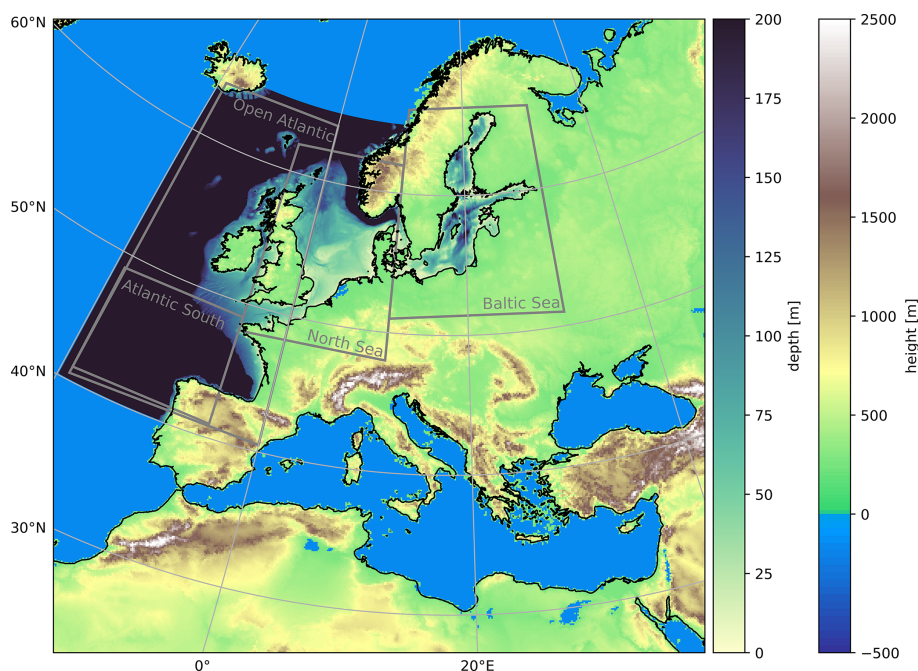 60°N
50°N
40°N
30°N
0°
20°E
Open Atlantic
Atlantic South
North Sea
Baltic Sea
200
175
150
125
100
75
50
25
0
depth [m]
2500
2000
1500
1000
500
0
−500
height [m]